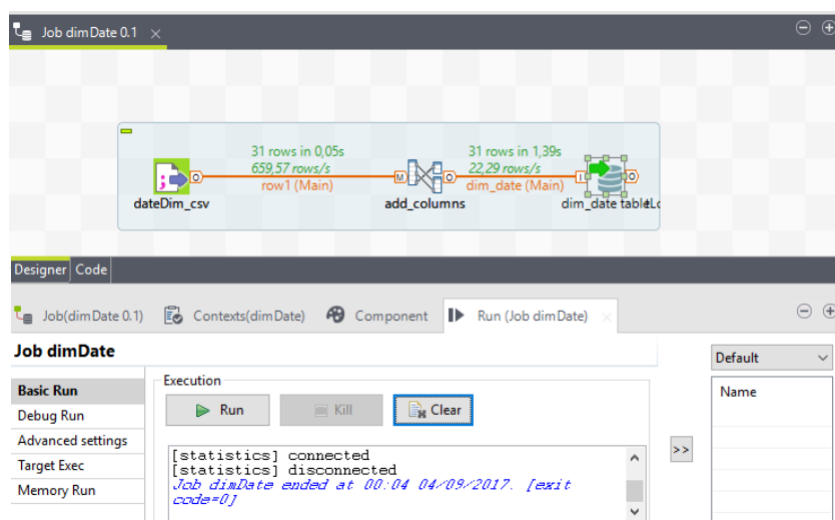 Job dimDate 0.1
31 rows in 0,05s
659,57 rows/s
row1 (Main)
31 rows in 1,39s
22,29 rows/s
dim_date (Main)
dateDim_csv
add_columns
dim_date table
Designer
Code
Job(dimDate 0.1)
Contexts(dimDate)
Component
Run (Job dimDate)
Job dimDate
Default
Basic Run
Debug Run
Advanced settings
Target Exec
Memory Run
Execution
Run
Kill
Clear
>>
Name
[statistics] connected
[statistics] disconnected
Job dimDate ended at 00:04 04/09/2017. [exit
code=0]